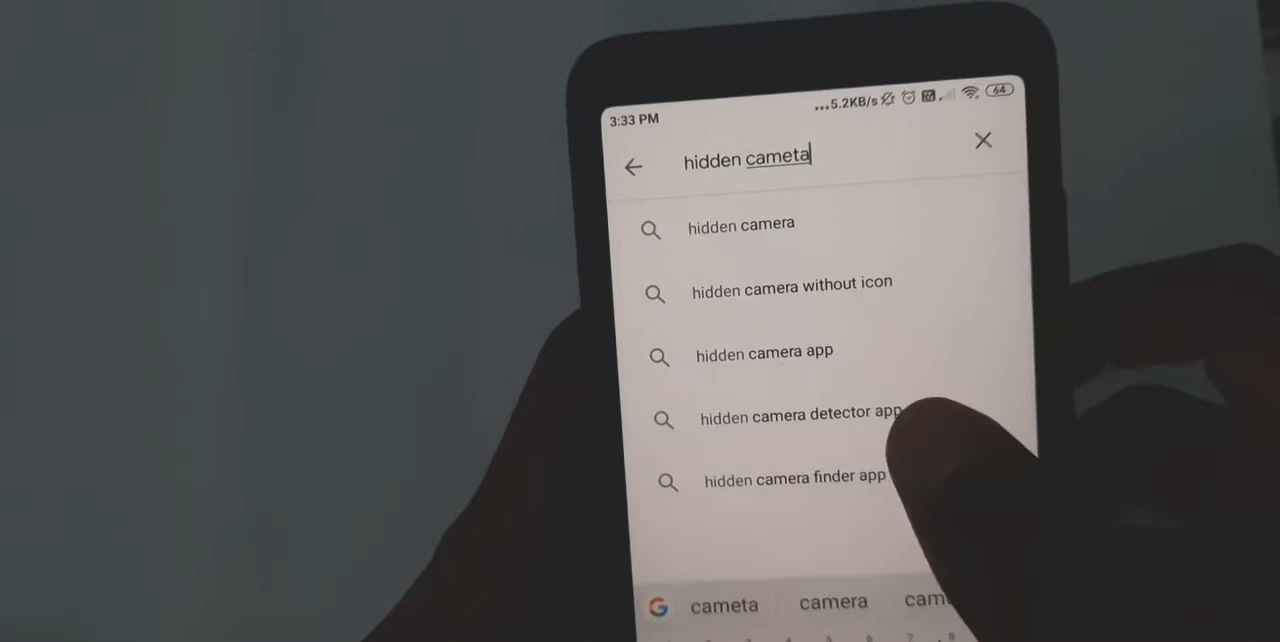 3:33 PM
...5.2KB/s
64
hidden cameta
hidden camera
hidden camera without icon
hidden camera app
hidden camera detector app
hidden camera finder app
cameta camera